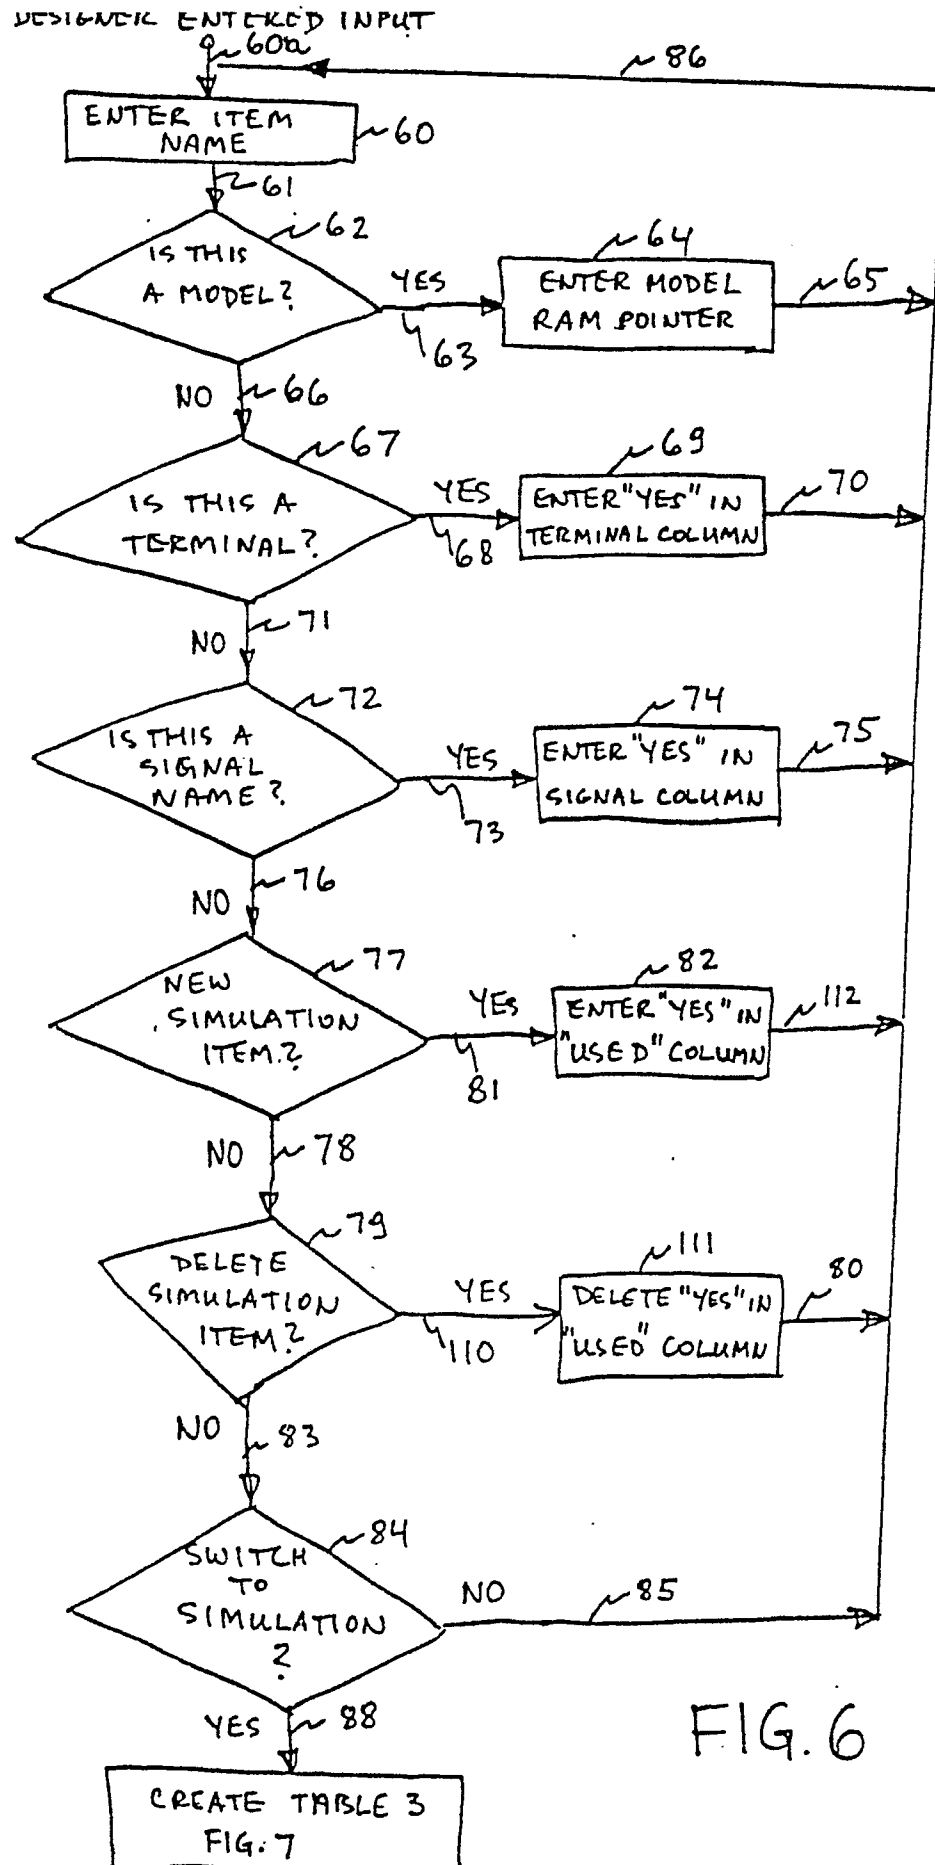 DESIGNER ENTERED INPUT
60a
86
ENTER ITEM
NAME
60
61
62
IS THIS
A MODEL?
YES
63
64
ENTER MODEL
RAM POINTER
65
NO
66
67
IS THIS A
TERMINAL?
YES
68
69
ENTER "YES" IN
TERMINAL COLUMN
70
NO
71
72
IS THIS A
SIGNAL
NAME?
YES
73
74
ENTER "YES" IN
SIGNAL COLUMN
75
NO
76
77
NEW
SIMULATION
ITEM?
YES
81
82
ENTER "YES" IN
"USED" COLUMN
112
NO
78
79
DELETE
SIMULATION
ITEM?
YES
110
111
DELETE "YES" IN
"USED" COLUMN
80
NO
83
84
SWITCH
TO
SIMULATION
?
NO
85
YES
88
FIG. 6
CREATE TABLE 3
FIG. 7